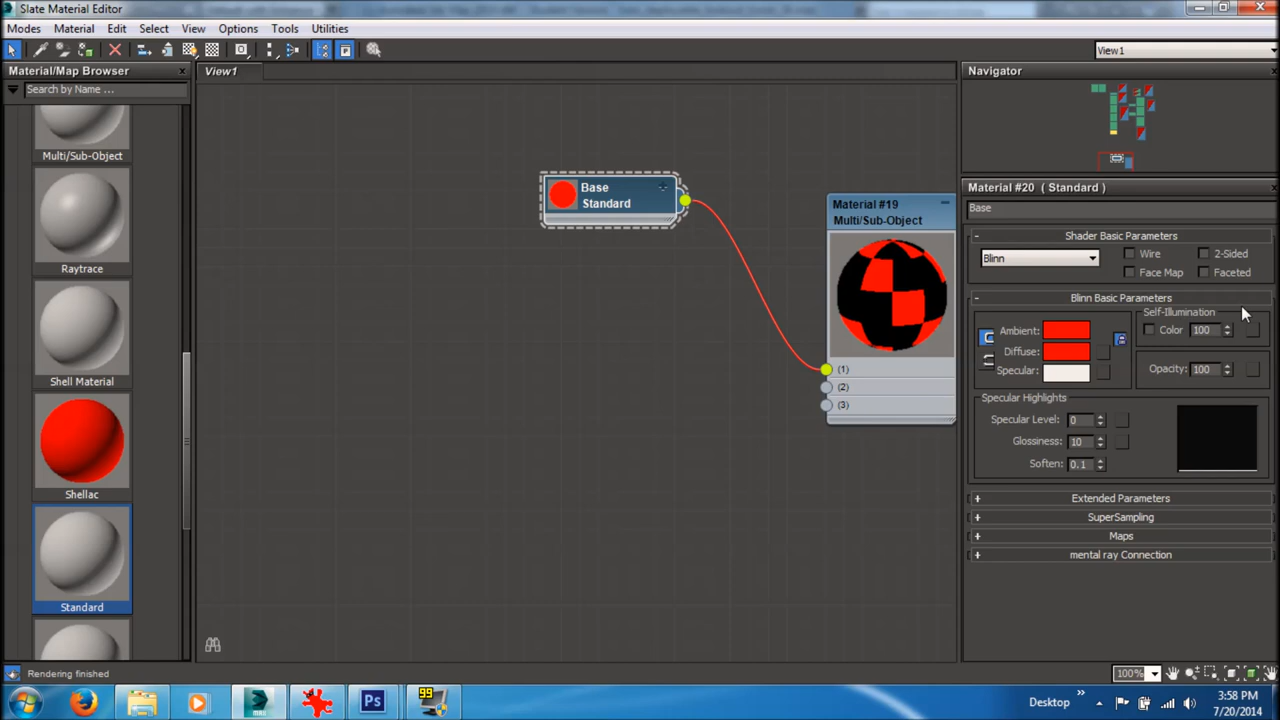 Slate Material Editor
Modes Material Edit Select View Options Tools Utilities
View1
Material/Map Browser
Search by Name ...
View1
Navigator
Multi/Sub-Object
Raytrace
Shell Material
Shellac
Standard
Base
Standard
Material #19
Multi/Sub-Object
(1)
(2)
(3)
Material #20 ( Standard )
Base
- Shader Basic Parameters
Blinn Wire 2-Sided
Face Map Faceted
- Blinn Basic Parameters
Self-Illumination
Ambient: Color 100
Diffuse:
Specular: Opacity: 100
Specular Highlights
Specular Level: 0
Glossiness: 10
Soften: 0.1
+ Extended Parameters
+ SuperSampling
+ Maps
+ mental ray Connection
Rendering finished
100%
MAX Ps 99
Desktop
3:58 PM
7/20/2014